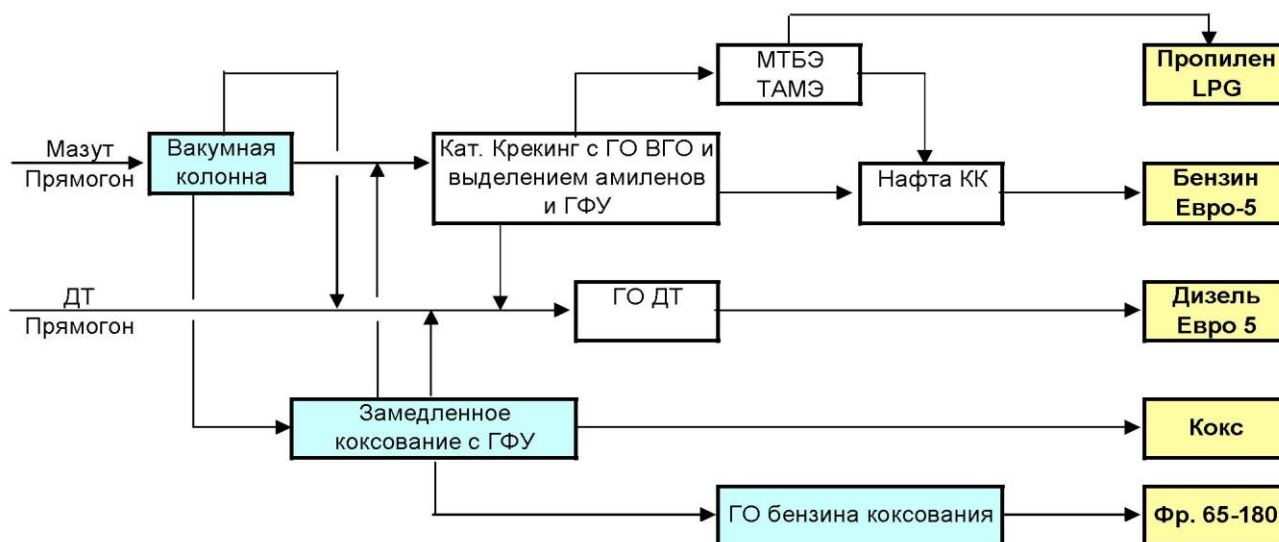 МТБЭ
ТАМЭ
Пропилен
LPG
Мазут
Прямогон
Вакумная
колонна
Кат. Крекинг с ГО ВГО и
выделением амиленов
и ГФУ
Нафта КК
Бензин
Евро-5
ДТ
Прямогон
ГО ДТ
Дизель
Евро 5
Замедленное
коксование с ГФУ
Кокс
ГО бензина коксования
Фр. 65-180